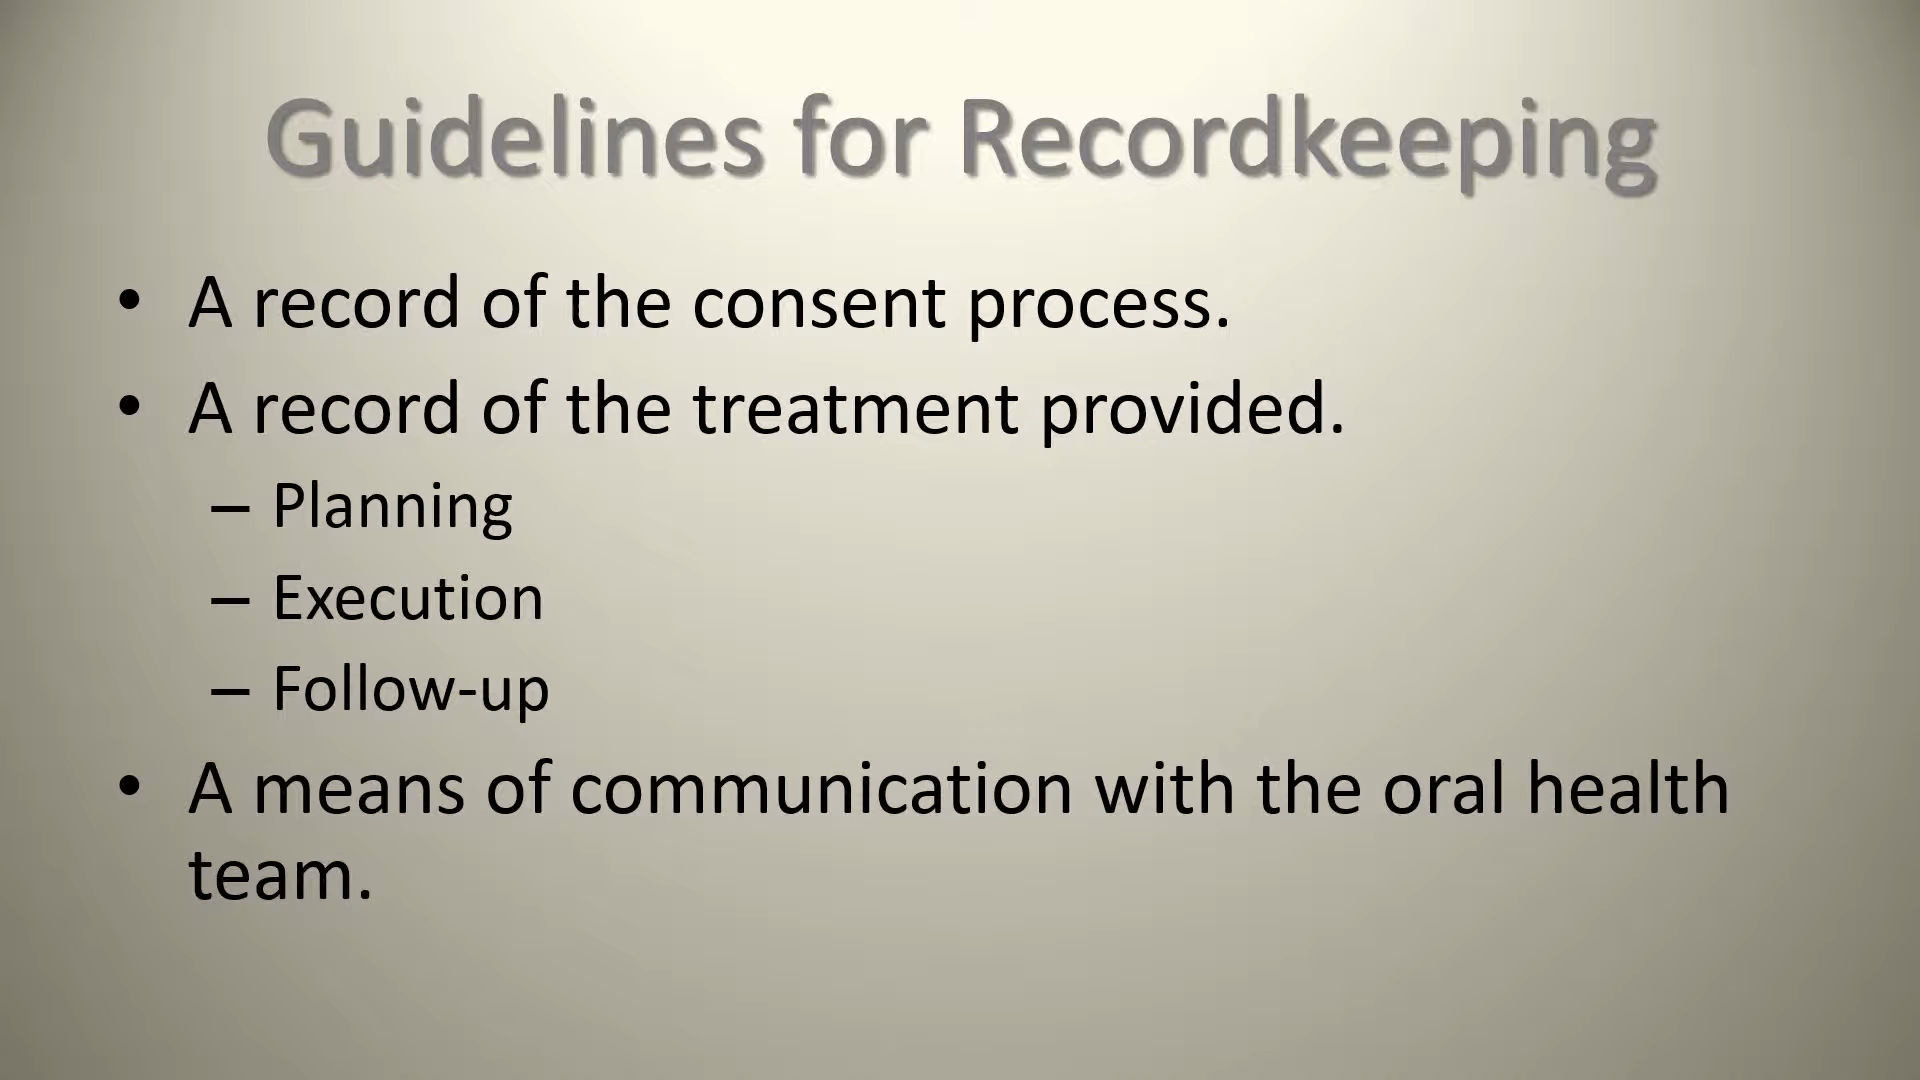 Guidelines for Recordkeeping
• A record of the consent process.
• A record of the treatment provided.
– Planning
– Execution
– Follow-up
• A means of communication with the oral health
team.